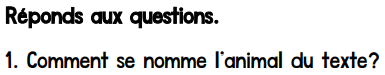 Réponds aux questions.
1. Comment se nomme l'animal du texte?